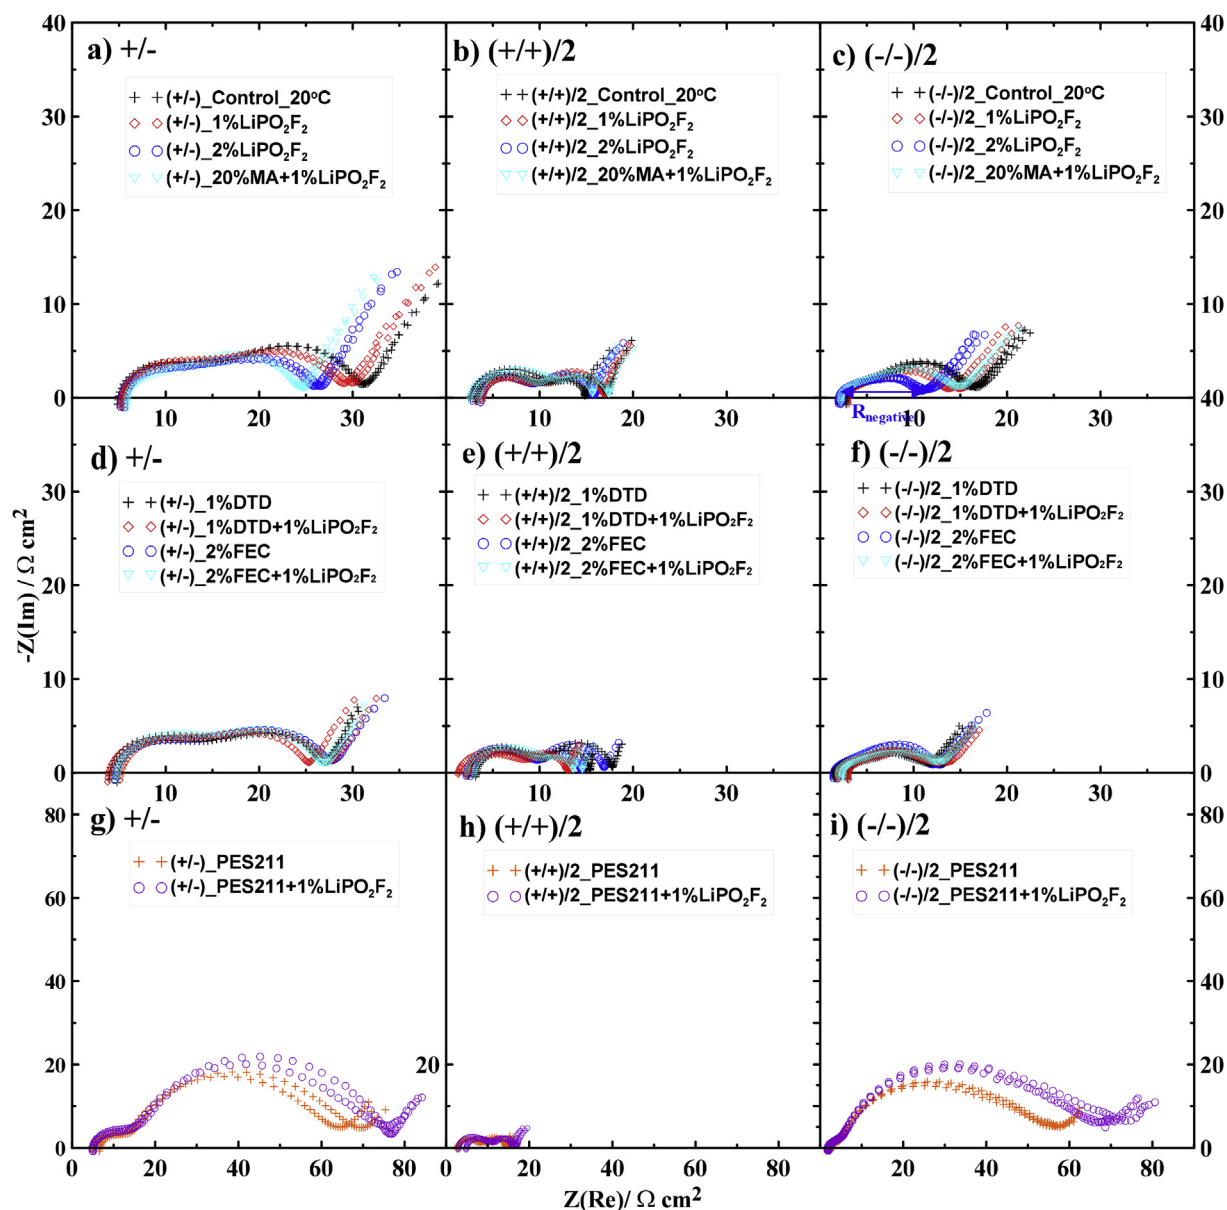 40
40
a) +/-
b) (+/+)/2
c) (-/-)/2
(+/-)_Control_20°C
(+/-)_1%LiPO₂F₂
(+/-)_2%LiPO₂F₂
(+/-)_20%MA+1%LiPO₂F₂
(+/+)/2_Control_20°C
(+/+)/2_1%LiPO₂F₂
(+/+)/2_2%LiPO₂F₂
(+/+)/2_20%MA+1%LiPO₂F₂
(-/-)/2_Control_20°C
(-/-)/2_1%LiPO₂F₂
(-/-)/2_2%LiPO₂F₂
(-/-)/2_20%MA+1%LiPO₂F₂
30
30
20
20
10
10
0
40
10 20 30
10 20 30
10 20 30
R negative
d) +/-
e) (+/+)/2
f) (-/-)/2
(+/-)_1%DTD
(+/-)_1%DTD+1%LiPO₂F₂
(+/-)_2%FEC
(+/-)_2%FEC+1%LiPO₂F₂
(+/+)/2_1%DTD
(+/+)/2_1%DTD+1%LiPO₂F₂
(+/+)/2_2%FEC
(+/+)/2_2%FEC+1%LiPO₂F₂
(-/-)/2_1%DTD
(-/-)/2_1%DTD+1%LiPO₂F₂
(-/-)/2_2%FEC
(-/-)/2_2%FEC+1%LiPO₂F₂
30
30
20
20
10
10
0
0
10 20 30
10 20 30
10 20 30
-Z(Im) / Ω cm²
g) +/-
h) (+/+)/2
i) (-/-)/2
(+/-)_PES211
(+/-)_PES211+1%LiPO₂F₂
(+/+)/2_PES211
(+/+)/2_PES211+1%LiPO₂F₂
(-/-)/2_PES211
(-/-)/2_PES211+1%LiPO₂F₂
80
80
60
60
40
40
20
20
20
0
0
0 20 40 60 80
0 10 20 30
20 40 60 80
Z(Re)/ Ω cm²